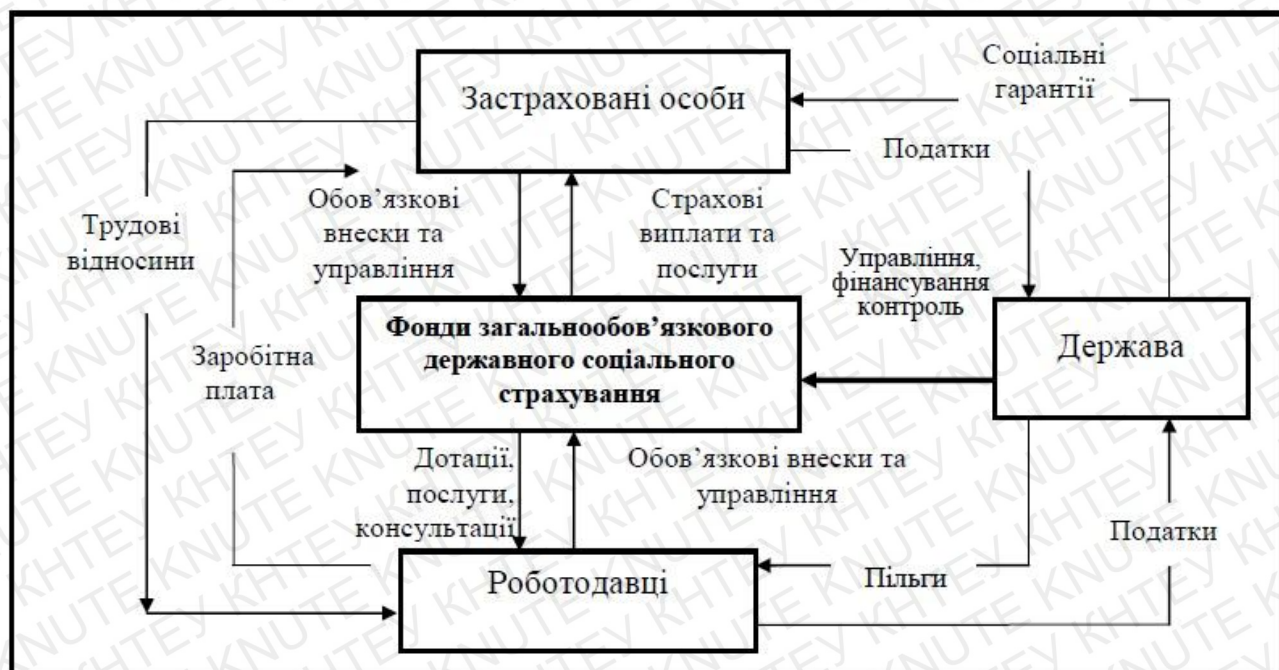 Соціальні
гарантії
Застраховані особи
Податки
Трудові
відносини
Обов’язкові
внески та
управління
Страхові
виплати та
послуги
Управління,
фінансування
контроль
Заробітна
плата
Фонди загальнообов’язкового
державного соціального
страхування
Держава
Дотації,
послуги,
консультації
Обов’язкові внески та
управління
Податки
Роботодавці
Пільги
KNUTE КНТЕУ